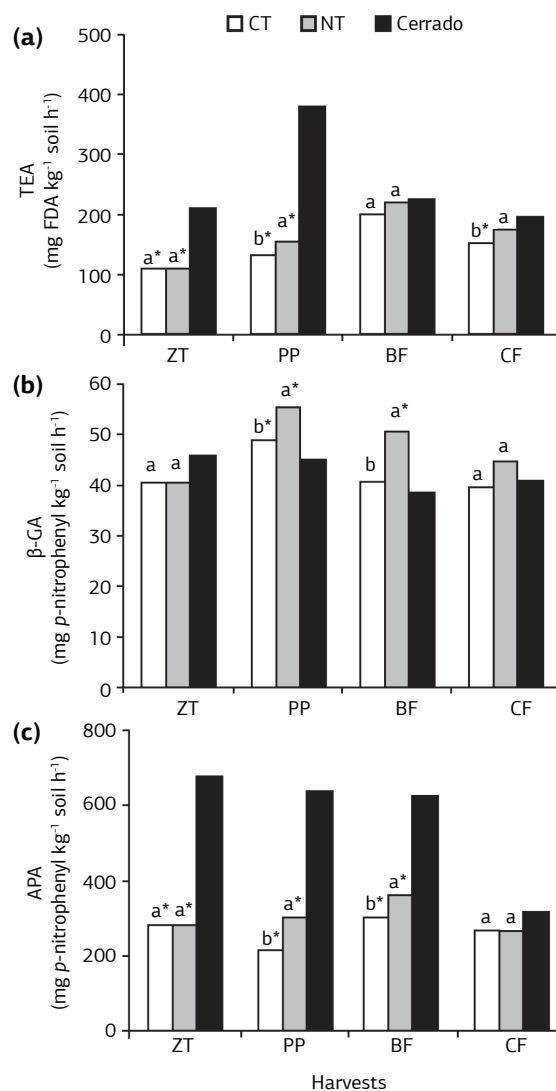 (a)
CT NT Cerrado
500
400
300
200
100
0
TEA
(mg FDA kg⁻¹ soil h⁻¹)
a* a* b* a* a a b* a
ZT PP BF CF
(b)
60
50
40
30
20
10
0
β-GA
(mg p-nitrophenyl kg⁻¹ soil h⁻¹)
a a b* a* b a* a a
ZT PP BF CF
(c)
800
600
400
200
0
APA
(mg p-nitrophenyl kg⁻¹ soil h⁻¹)
a* a* b* a* b* a* a a
ZT PP BF CF
Harvests